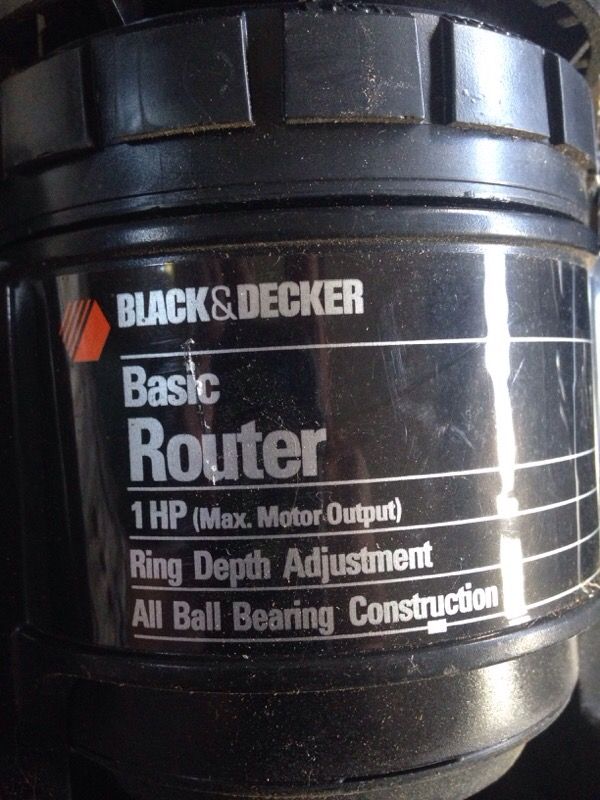 BLACK&DECKER
Basic
Router
1 HP (Max. Motor Output)
Ring Depth Adjustment
All Ball Bearing Construction